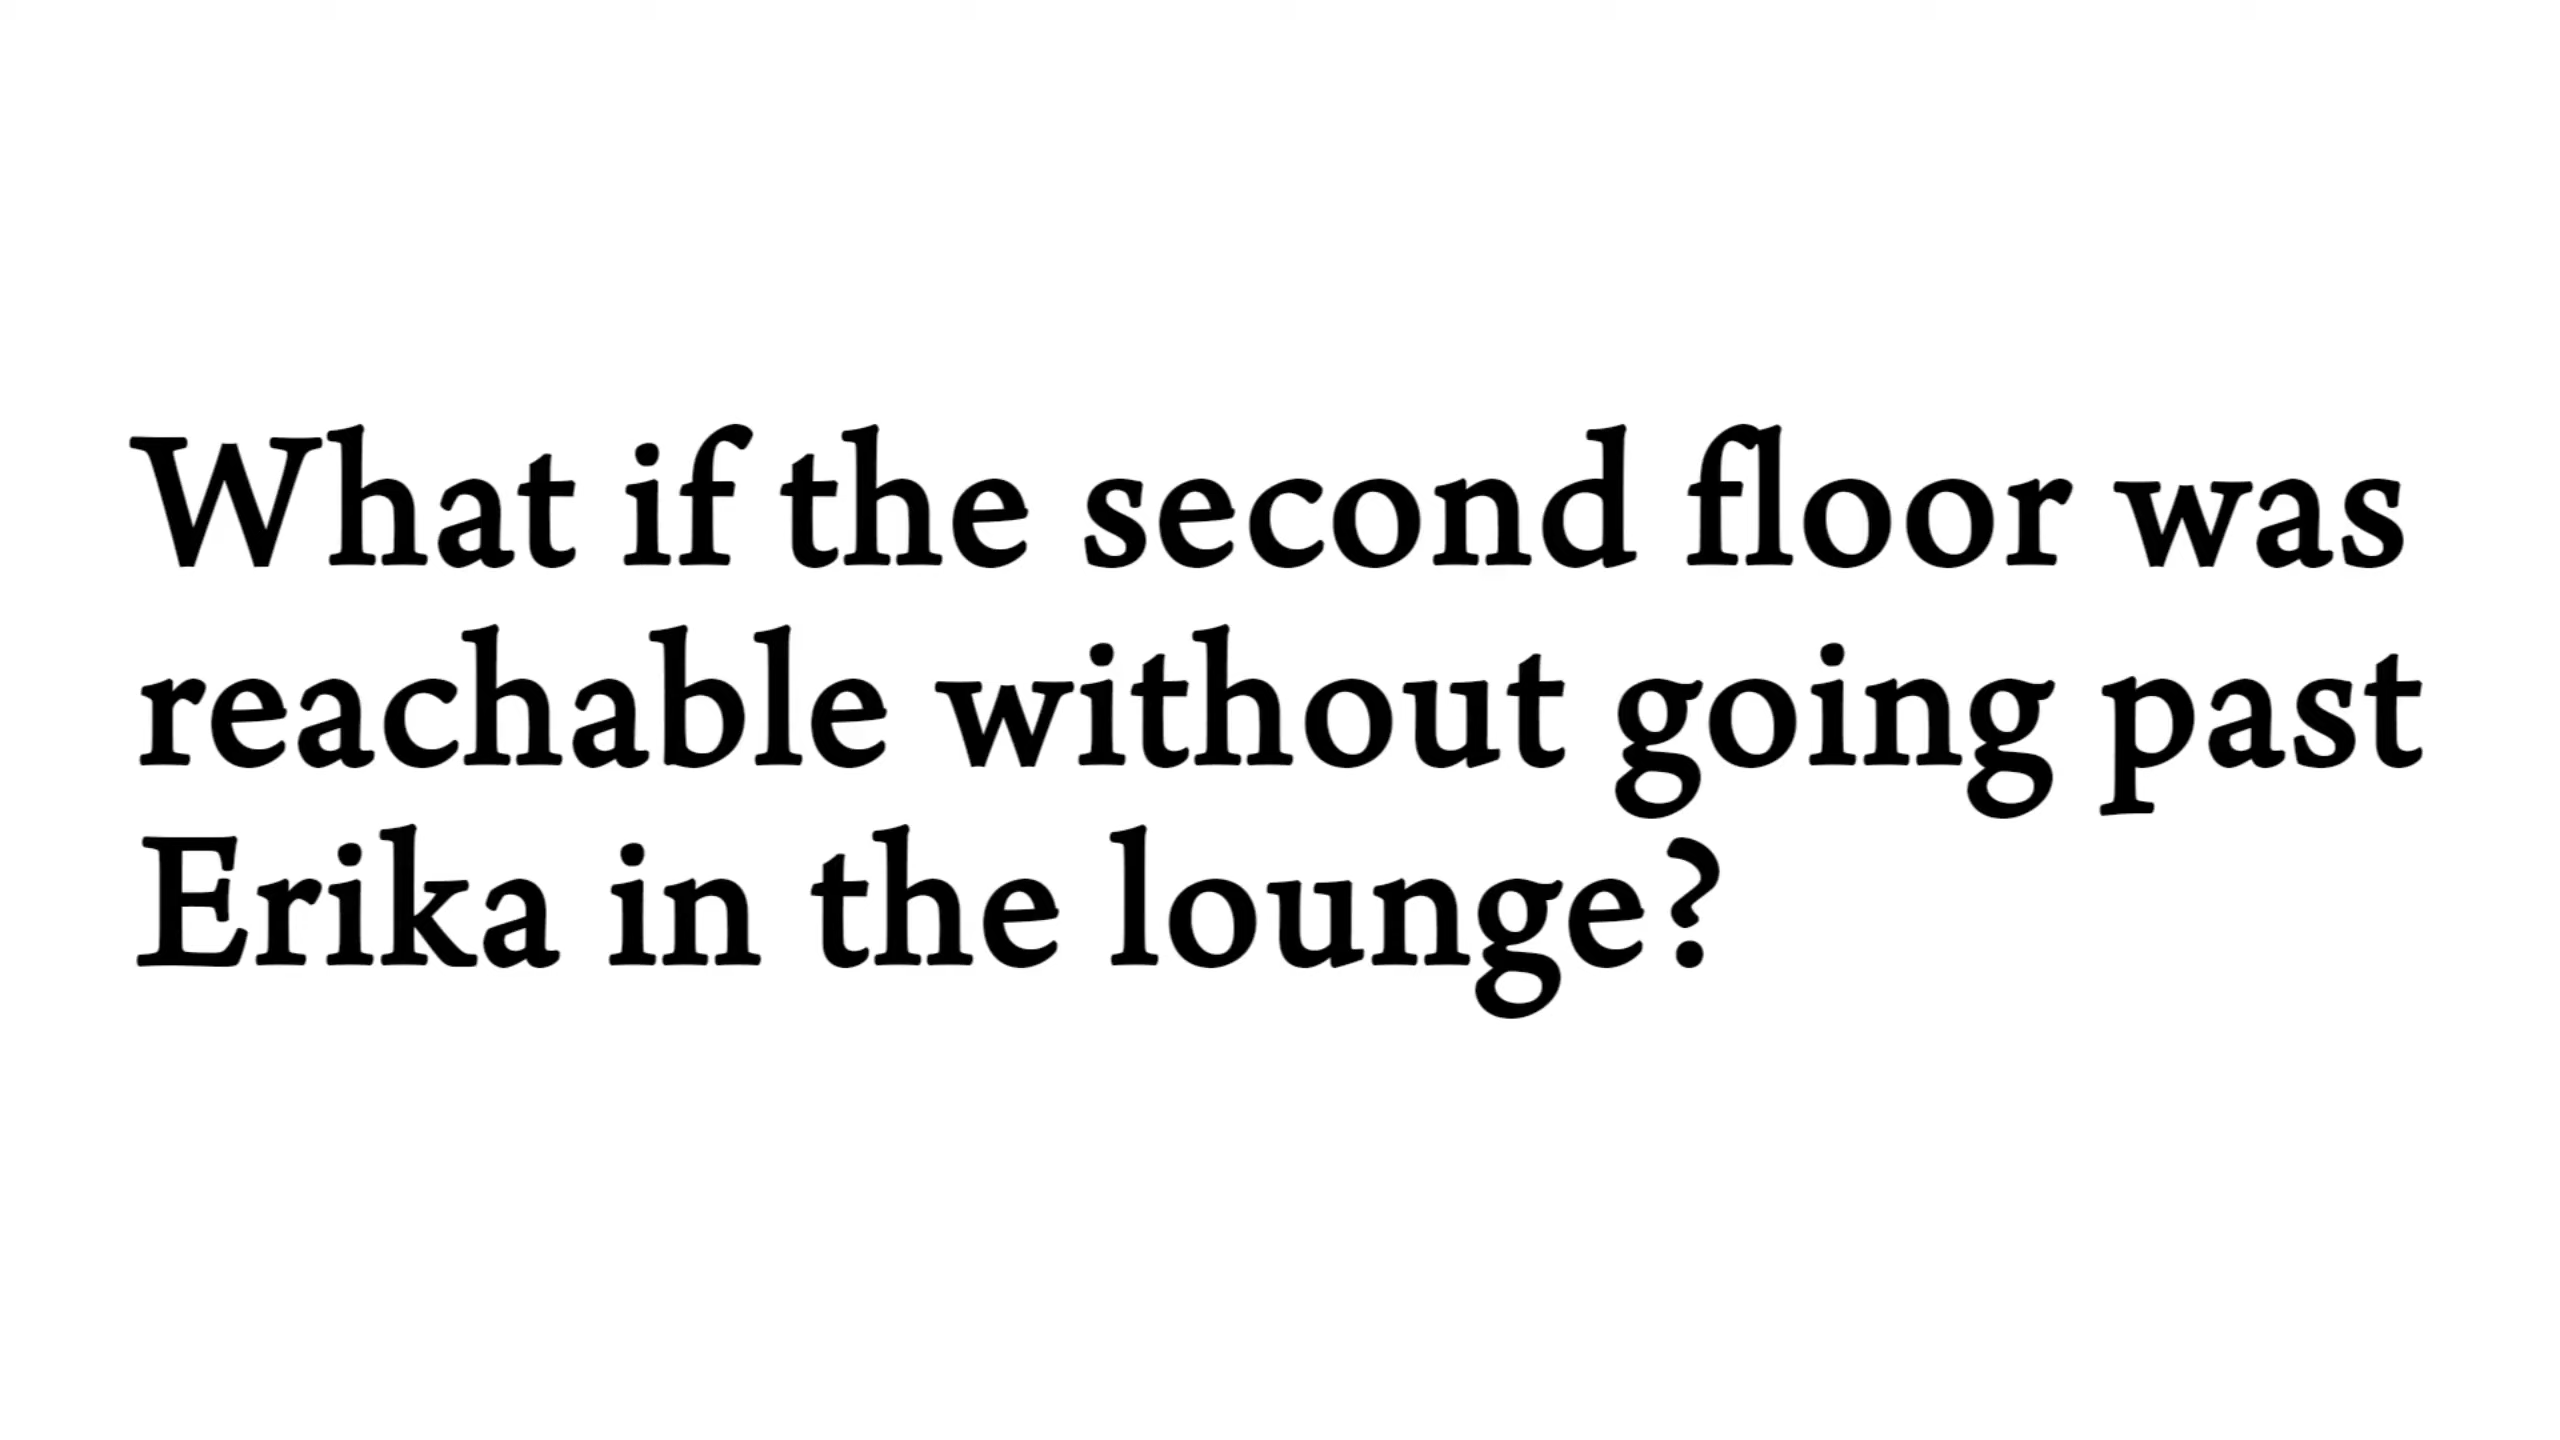 What if the second floor was
reachable without going past
Erika in the lounge?